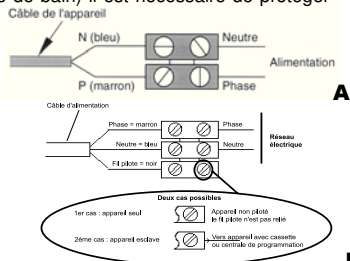 de bain) il est nécessaire de protéger
Câble de l'appareil
N (bleu) Neutre
Alimentation
P (marron) Phase
A
Câble d'alimentation
Phase = marron Phase
Neutre = bleu Neutre
Réseau
électrique
Fil pilote = noir
Deux cas possibles
1er cas : appareil seul
Appareil non piloté
le fil pilote n'est pas relié
2éme cas : appareil esclave
Vers appareil avec cassette
ou centrale de programmation